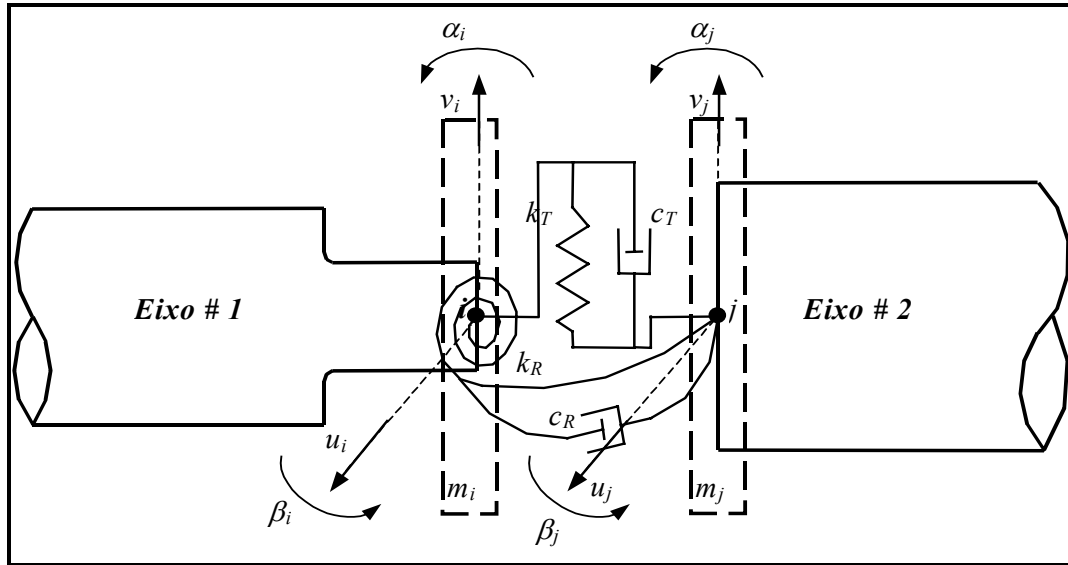 αi
αj
vi
vj
kT
cT
Eixo # 1
i
j
Eixo # 2
kR
cR
ui
uj
mi
mj
βi
βj